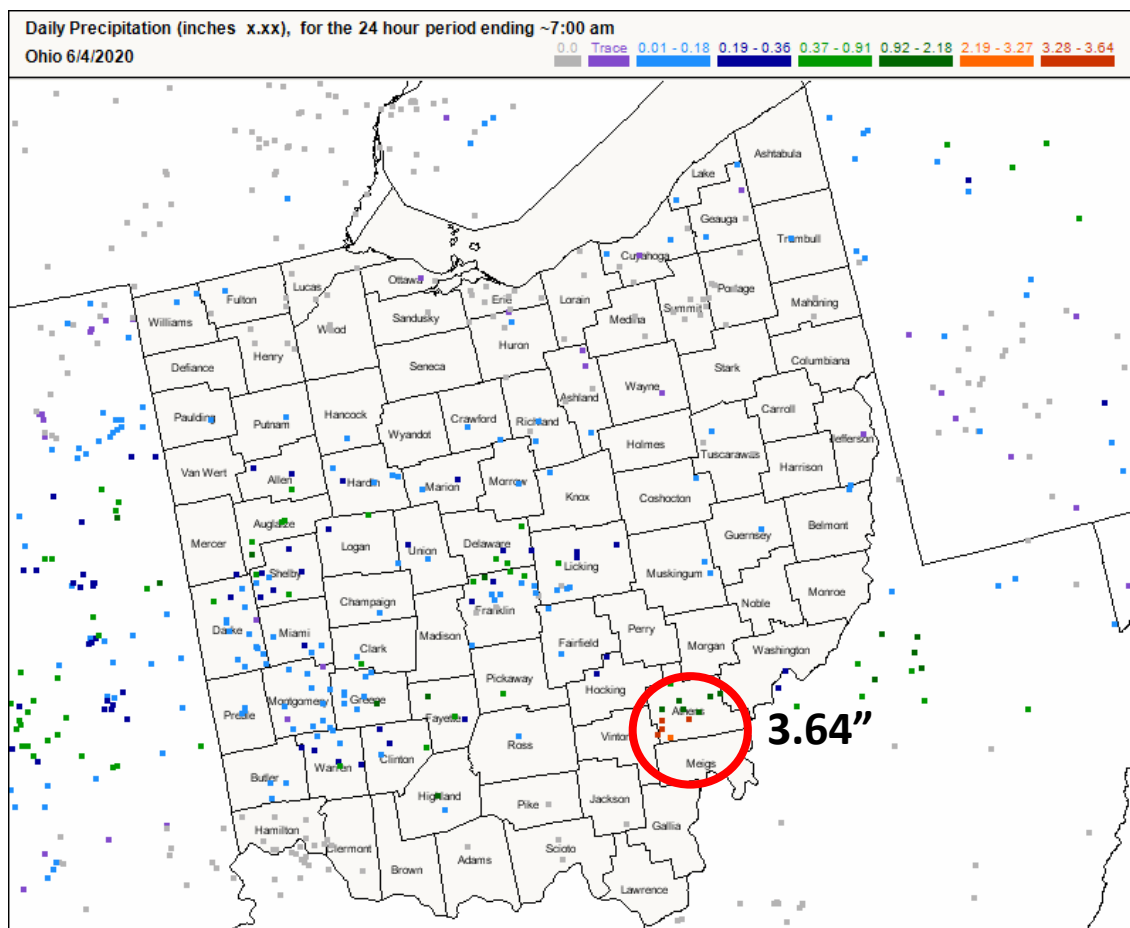 Daily Precipitation (inches x.xx), for the 24 hour period ending ~7:00 am
Ohio 6/4/2020
0.0 Trace 0.01 - 0.18 0.19 - 0.36 0.37 - 0.91 0.92 - 2.18 2.19 - 3.27 3.28 - 3.64
Ashtabula
Lake
Geauga
Trumbull
Cuyahoga
Ottawa
Lucas
Fulton
Williams
Erie
Lorain
Portage
Mahoning
Summit
Medina
Sandusky
Wood
Huron
Henry
Defiance
Seneca
Columbiana
Stark
Wayne
Ashland
Carroll
Paulding
Putnam
Hancock
Crawford
Richland
Wyandot
Holmes
Jefferson
Tuscarawas
Harrison
Van Wert
Allen
Hardin
Marion
Morrow
Knox
Coshocton
Auglaize
Belmont
Guernsey
Mercer
Logan
Union
Delaware
Licking
Shelby
Muskingum
Champaign
Franklin
Noble
Monroe
Darke
Miami
Madison
Perry
Clark
Fairfield
Morgan
Washington
Pickaway
Hocking
Preble
Montgomery
Greene
Fayette
Athens
3.64”
Ross
Vinton
Clinton
Warren
Butler
Meigs
Highland
Pike
Jackson
Gallia
Hamilton
Clermont
Brown
Adams
Scioto
Lawrence